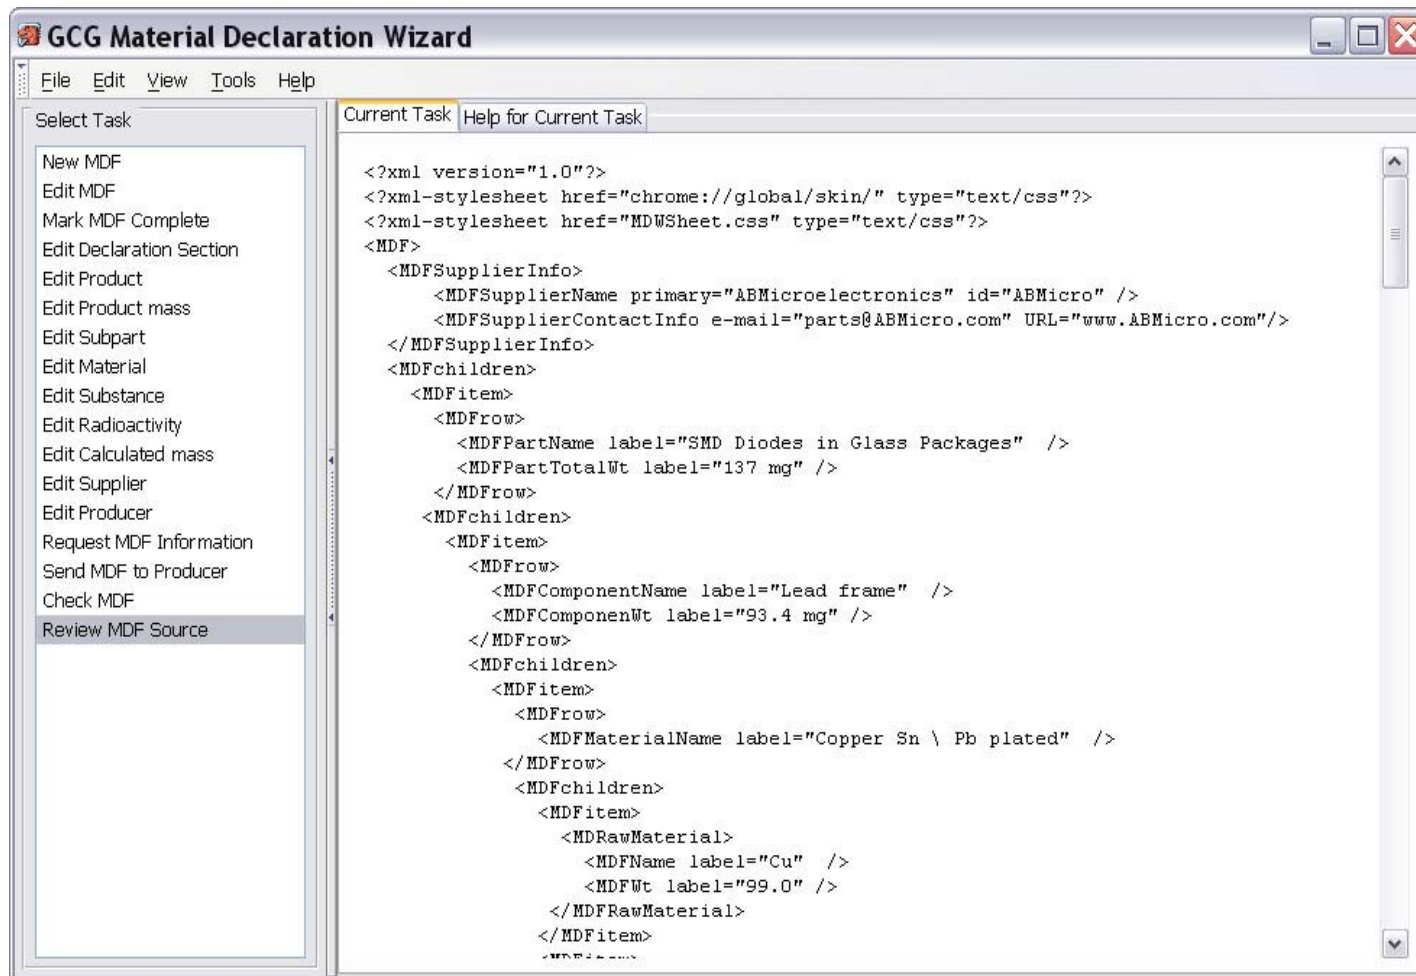 GCG Material Declaration Wizard
File Edit View Tools Help
Select Task
New MDF
Edit MDF
Mark MDF Complete
Edit Declaration Section
Edit Product
Edit Product mass
Edit Subpart
Edit Material
Edit Substance
Edit Radioactivity
Edit Calculated mass
Edit Supplier
Edit Producer
Request MDF Information
Send MDF to Producer
Check MDF
Review MDF Source
Current Task Help for Current Task
<?xml version="1.0"?>
<?xml-stylesheet href="chrome://global/skin/" type="text/css"?>
<?xml-stylesheet href="MDWSheet.css" type="text/css"?>
<MDF>
<MDFSupplierInfo>
<MDFSupplierName primary="ABMicroelectronics" id="ABMicro" />
<MDFSupplierContactInfo e-mail="parts@ABMicro.com" URL="www.ABMicro.com"/>
</MDFSupplierInfo>
<MDFchildren>
<MDFitem>
<MDFrow>
<MDFPartName label="SMD Diodes in Glass Packages" />
<MDFPartTotalWt label="137 mg" />
</MDFrow>
<MDFchildren>
<MDFitem>
<MDFrow>
<MDFComponentName label="Lead frame" />
<MDFComponenWt label="93.4 mg" />
</MDFrow>
<MDFchildren>
<MDFitem>
<MDFrow>
<MDFMaterialName label="Copper Sn \ Pb plated" />
</MDFrow>
<MDFchildren>
<MDFitem>
<MDRawMaterial>
<MDFName label="Cu" />
<MDFWt label="99.0" />
</MDFRawMaterial>
</MDFitem>